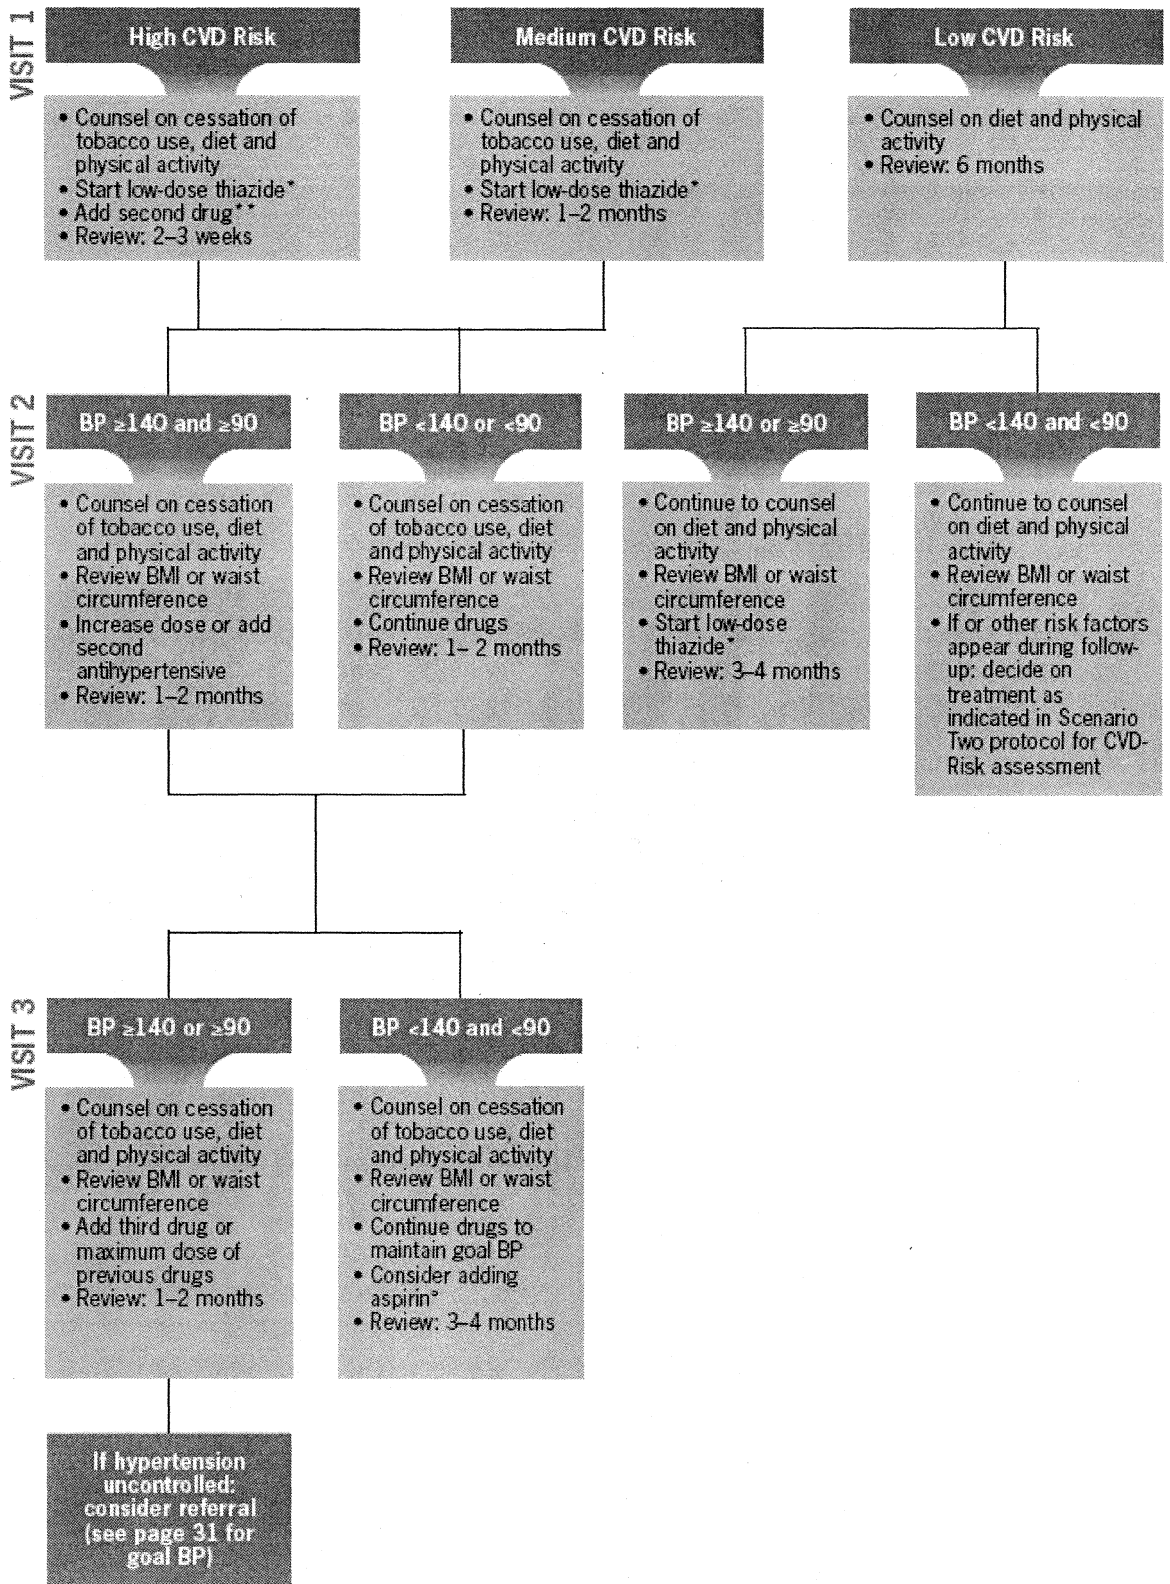 VISIT 1
High CVD Risk
• Counsel on cessation of
tobacco use, diet and
physical activity
• Start low-dose thiazide*
• Add second drug**
• Review: 2–3 weeks
Medium CVD Risk
• Counsel on cessation of
tobacco use, diet and
physical activity
• Start low-dose thiazide*
• Review: 1–2 months
Low CVD Risk
• Counsel on diet and physical
activity
• Review: 6 months
VISIT 2
BP ≥140 and ≥90
• Counsel on cessation
of tobacco use, diet
and physical activity
• Review BMI or waist
circumference
• Increase dose or add
second
antihypertensive
• Review: 1–2 months
BP <140 or <90
• Counsel on cessation
of tobacco use, diet
and physical activity
• Review BMI or waist
circumference
• Continue drugs
• Review: 1– 2 months
BP ≥140 or ≥90
• Continue to counsel
on diet and physical
activity
• Review BMI or waist
circumference
• Start low-dose
thiazide*
• Review: 3–4 months
BP <140 and <90
• Continue to counsel
on diet and physical
activity
• Review BMI or waist
circumference
• If or other risk factors
appear during follow-
up: decide on
treatment as
indicated in Scenario
Two protocol for CVD-
Risk assessment
VISIT 3
BP ≥140 or ≥90
• Counsel on cessation
of tobacco use, diet
and physical activity
• Review BMI or waist
circumference
• Add third drug or
maximum dose of
previous drugs
• Review: 1–2 months
BP <140 and <90
• Counsel on cessation
of tobacco use, diet
and physical activity
• Review BMI or waist
circumference
• Continue drugs to
maintain goal BP
• Consider adding
aspirin°
• Review: 3–4 months
If hypertension
uncontrolled:
consider referral
(see page 31 for
goal BP)